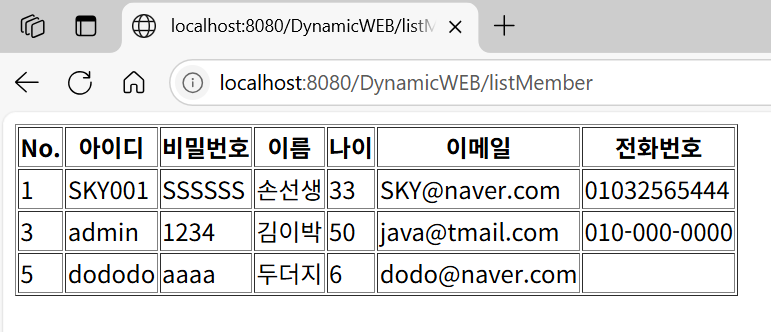 localhost:8080/DynamicWEB/listM
localhost:8080/DynamicWEB/listMember
No. 아이디 비밀번호 이름 나이 이메일 전화번호
1 SKY001 SSSSSS 손선생 33 SKY@naver.com 01032565444
3 admin 1234 김이박 50 java@tmail.com 010-000-0000
5 dododo aaaa 두더지 6 dodo@naver.com